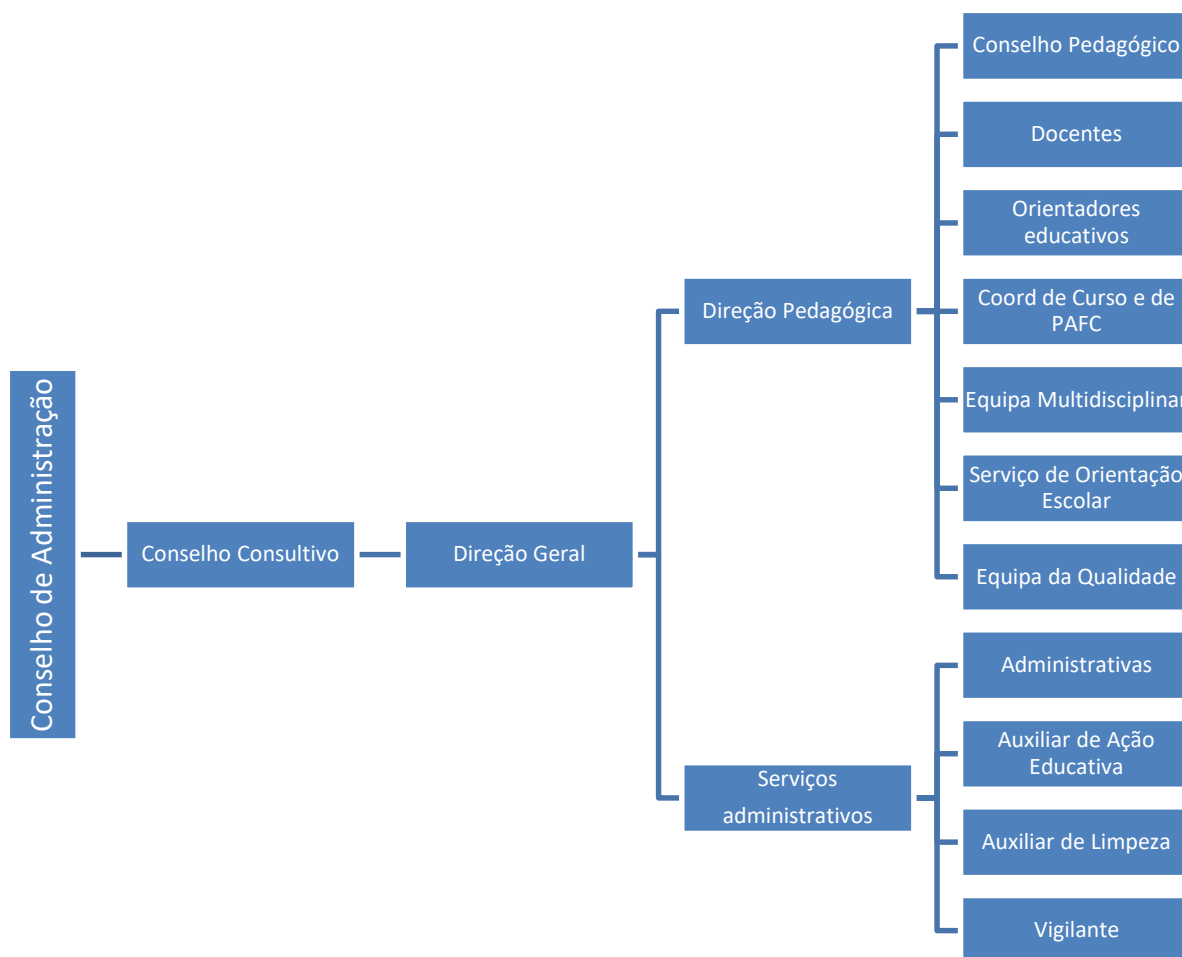 Conselho de Administração
Conselho Consultivo
Direção Geral
Direção Pedagógica
Conselho Pedagógico
Docentes
Orientadores
educativos
Coord de Curso e de
PAFC
Equipa Multidisciplinar
Serviço de Orientação
Escolar
Equipa da Qualidade
Serviços
administrativos
Administrativas
Auxiliar de Ação
Educativa
Auxiliar de Limpeza
Vigilante